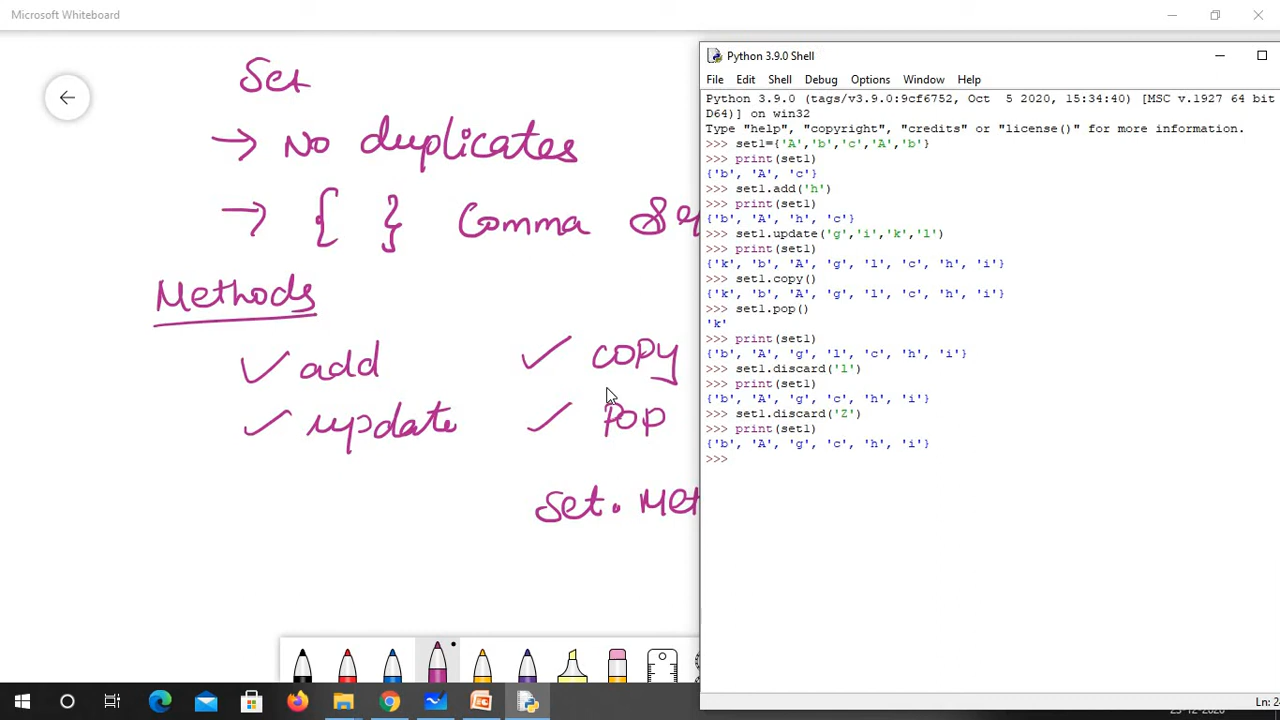 Microsoft Whiteboard
Set
→ No duplicates
→ { } Comma Se
Methods
✓ add ✓ copy
✓ update ✓ POP
Set. Met
Python 3.9.0 Shell
File Edit Shell Debug Options Window Help
Python 3.9.0 (tags/v3.9.0:9cf6752, Oct  5 2020, 15:34:40) [MSC v.1927 64 bit
D64)] on win32
Type "help", "copyright", "credits" or "license()" for more information.
>>> set1={'A','b','c','A','b'}
>>> print(set1)
{'b', 'A', 'c'}
>>> set1.add('h')
>>> print(set1)
{'b', 'A', 'h', 'c'}
>>> set1.update('g','i','k','l')
>>> print(set1)
{'k', 'b', 'A', 'g', 'l', 'c', 'h', 'i'}
>>> set1.copy()
{'k', 'b', 'A', 'g', 'l', 'c', 'h', 'i'}
>>> set1.pop()
'k'
>>> print(set1)
{'b', 'A', 'g', 'l', 'c', 'h', 'i'}
>>> set1.discard('l')
>>> print(set1)
{'b', 'A', 'g', 'c', 'h', 'i'}
>>> set1.discard('Z')
>>> print(set1)
{'b', 'A', 'g', 'c', 'h', 'i'}
>>>
Ln: 2